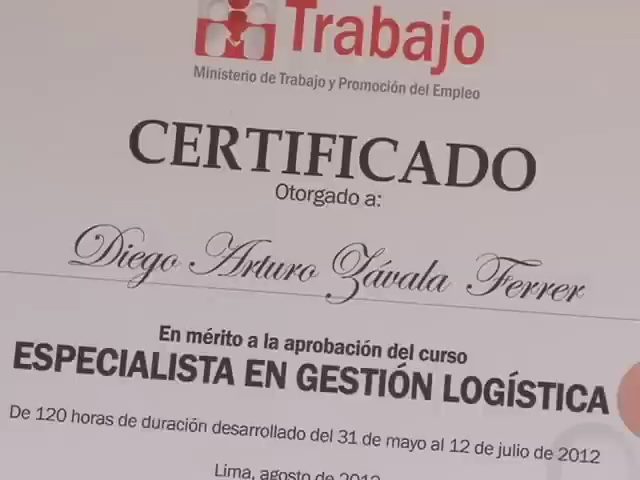 Trabajo
Ministerio de Trabajo y Promoción del Empleo
CERTIFICADO
Otorgado a:
Diego Arturo Závala Ferrer
En mérito a la aprobación del curso
ESPECIALISTA EN GESTIÓN LOGÍSTICA
De 120 horas de duración desarrollado del 31 de mayo al 12 de julio de 2012
Lima, agosto de 2012